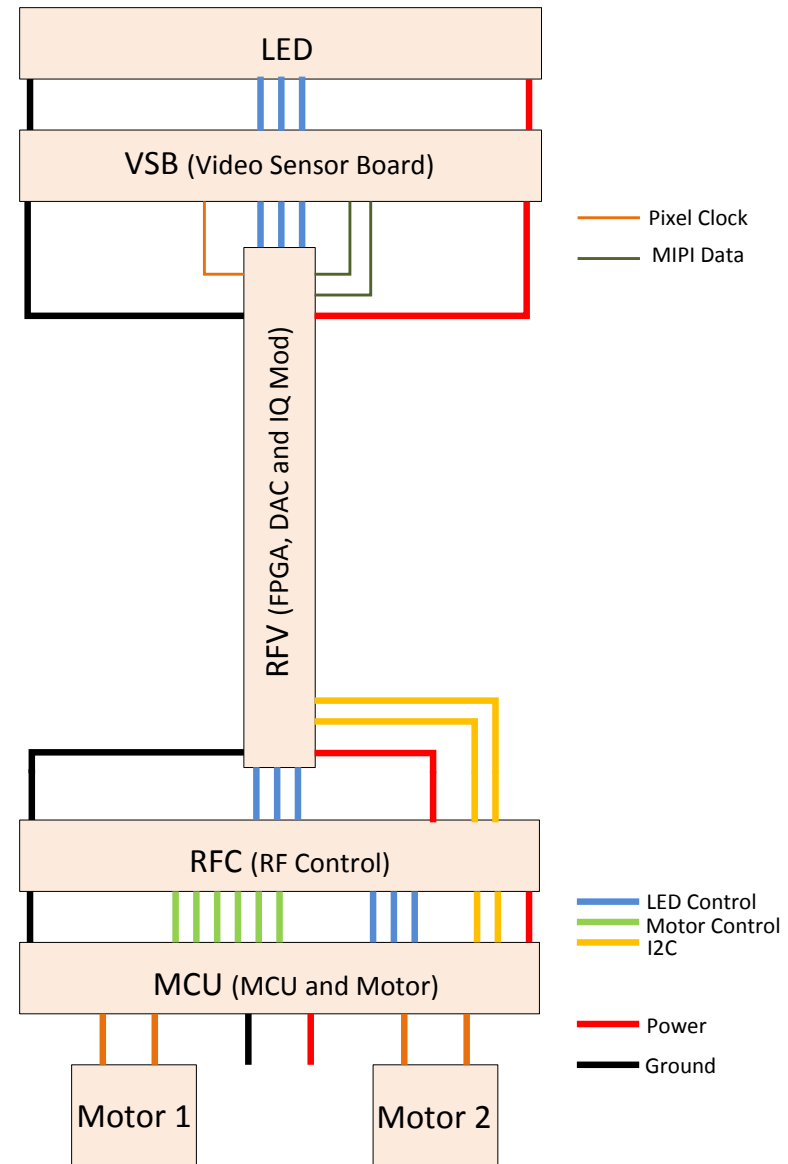 LED
VSB (Video Sensor Board)
Pixel Clock
MIPI Data
RFV (FPGA, DAC and IQ Mod)
RFC (RF Control)
LED Control
Motor Control
I2C
MCU (MCU and Motor)
Power
Ground
Motor 1
Motor 2